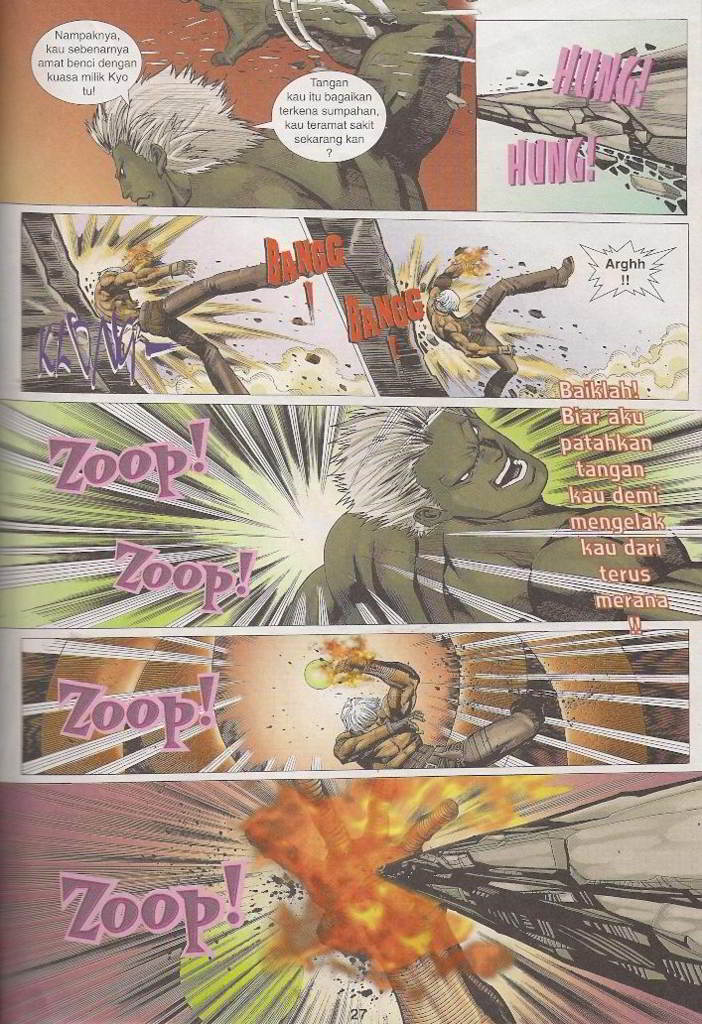 Nampaknya,
kau sebenarnya
amat benci dengan
kuasa milik Kyo
tu!
Tangan
kau itu bagaikan
terkena sumpahan,
kau teramat sakit
sekarang kan
?
HUNG!
HUNG!
BANGG
!
BANGG
!
Arghh
!!
Baiklah!
Biar aku
patahkan
tangan
kau demi
mengelak
kau dari
terus
merana
!!
Zoop!
Zoop!
Zoop!
Zoop!
27